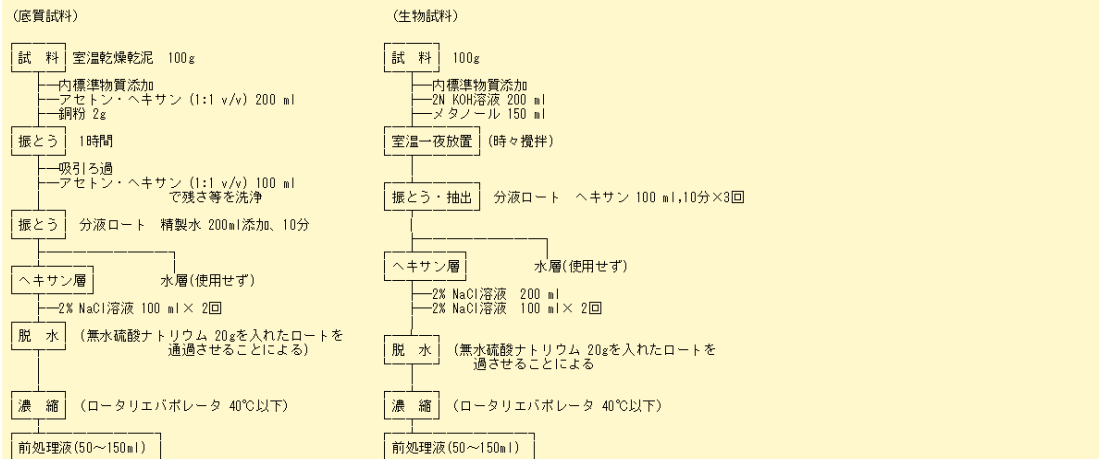 (底質試料)
試 料 室温乾燥乾泥 100g
内標準物質添加
アセトン・ヘキサン (1:1 v/v) 200 ml
銅粉 2g
振とう 1時間
吸引ろ過
アセトン・ヘキサン (1:1 v/v) 100 ml
で残さ等を洗浄
振とう 分液ロート 精製水 200ml添加、10分
ヘキサン層 水層(使用せず)
2% NaCl溶液 100 ml× 2回
脱 水 (無水硫酸ナトリウム 20gを入れたロートを
通過させることによる)
濃 縮 (ロータリエバポレータ 40℃以下)
前処理液(50～150ml)
(生物試料)
試 料 100g
内標準物質添加
2N KOH溶液 200 ml
メタノール 150 ml
室温一夜放置 (時々攪拌)
振とう・抽出 分液ロート ヘキサン 100 ml,10分×3回
ヘキサン層 水層(使用せず)
2% NaCl溶液 200 ml
2% NaCl溶液 100 ml× 2回
脱 水 (無水硫酸ナトリウム 20gを入れたロートを
過させることによる
濃 縮 (ロータリエバポレータ 40℃以下)
前処理液(50～150ml)